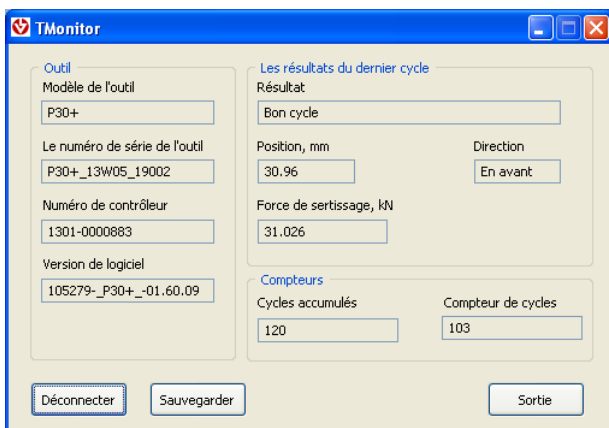 TMonitor
Outil
Modèle de l'outil
P30+
Le numéro de série de l'outil
P30+_13W05_19002
Numéro de contrôleur
1301-0000883
Version de logiciel
105279-_P30+_-01.60.09
Les résultats du dernier cycle
Résultat
Bon cycle
Position, mm
Direction
30.96
En avant
Force de sertissage, kN
31.026
Compteurs
Cycles accumulés
Compteur de cycles
120
103
Déconnecter
Sauvegarder
Sortie